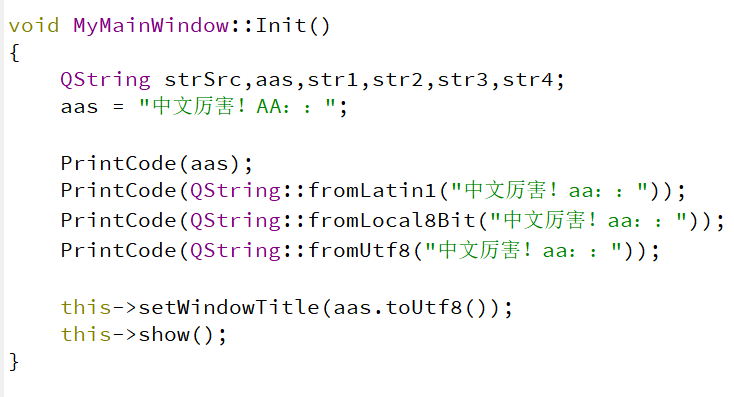 void MyMainWindow::Init()
{
    QString strSrc,aas,str1,str2,str3,str4;
    aas = "中文厉害！AA：：";

    PrintCode(aas);
    PrintCode(QString::fromLatin1("中文厉害！aa：："));
    PrintCode(QString::fromLocal8Bit("中文厉害！aa：："));
    PrintCode(QString::fromUtf8("中文厉害！aa：："));

    this->setWindowTitle(aas.toUtf8());
    this->show();
}